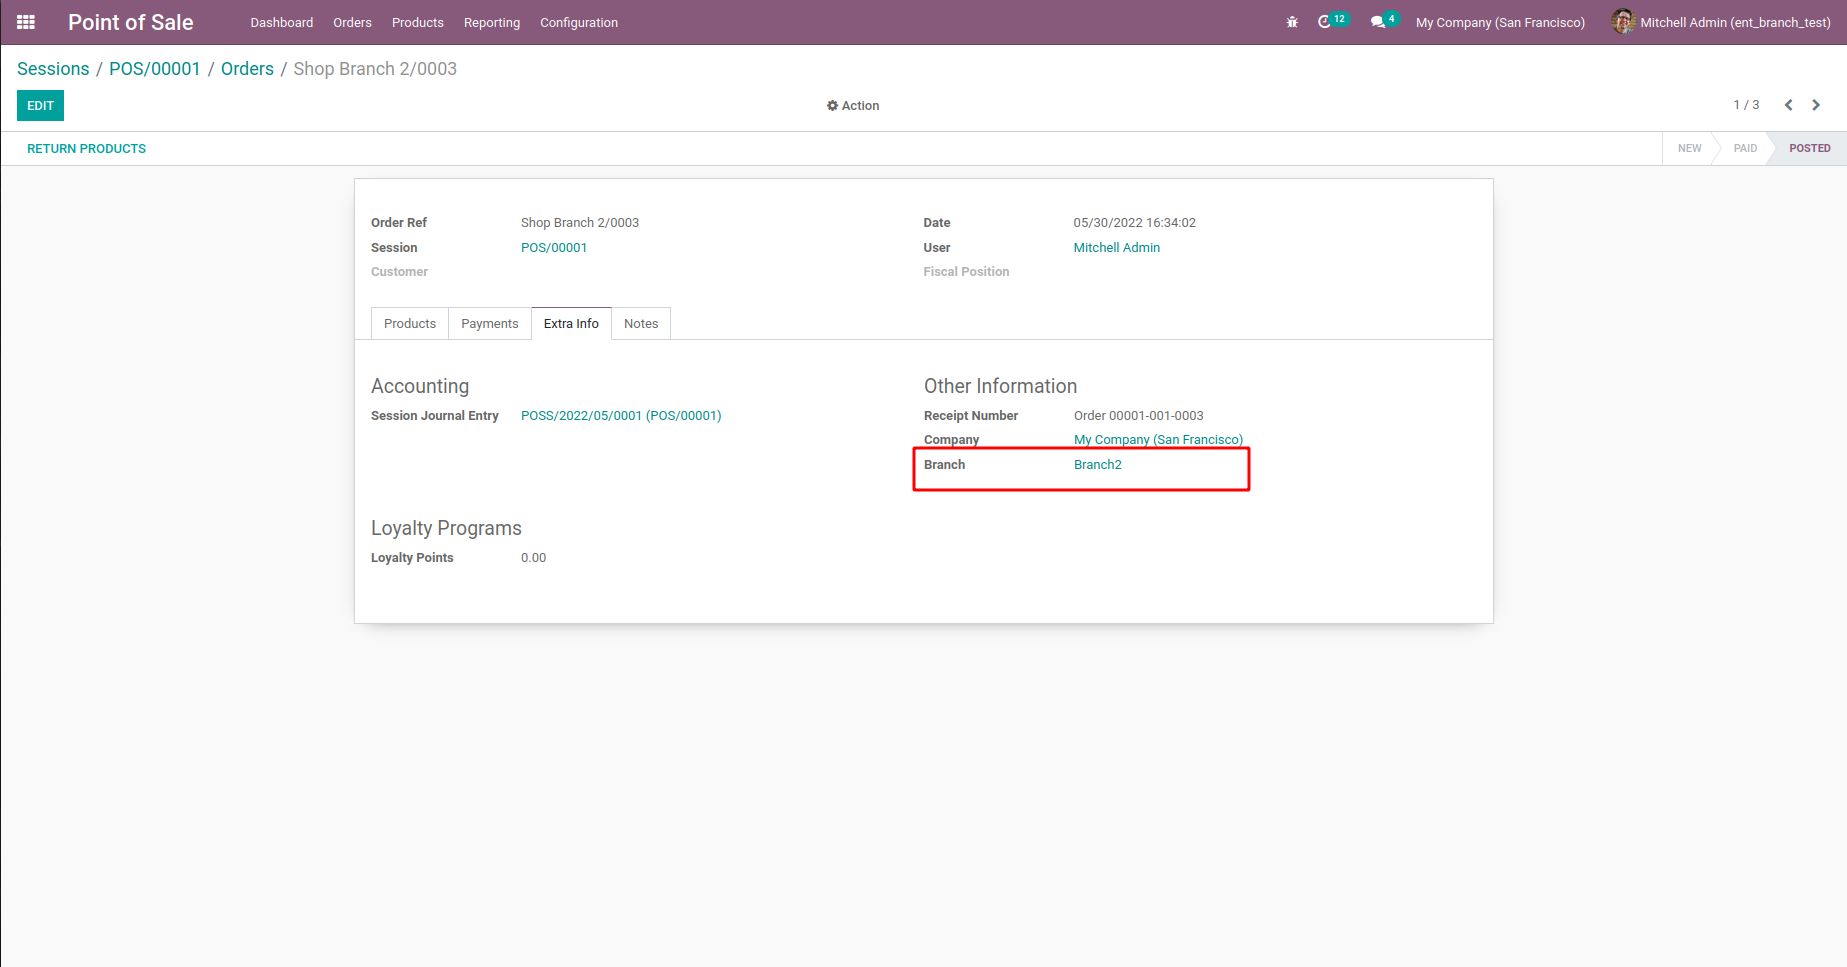 Point of Sale Dashboard Orders Products Reporting Configuration 12 4 My Company (San Francisco) Mitchell Admin (ent_branch_test)
Sessions / POS/00001 / Orders / Shop Branch 2/0003
EDIT Action 1 / 3
RETURN PRODUCTS NEW PAID POSTED
Order Ref Shop Branch 2/0003 Date 05/30/2022 16:34:02
Session POS/00001 User Mitchell Admin
Customer Fiscal Position
Products Payments Extra Info Notes
Accounting Other Information
Session Journal Entry POSS/2022/05/0001 (POS/00001) Receipt Number Order 00001-001-0003
Company My Company (San Francisco)
Branch Branch2
Loyalty Programs
Loyalty Points 0.00